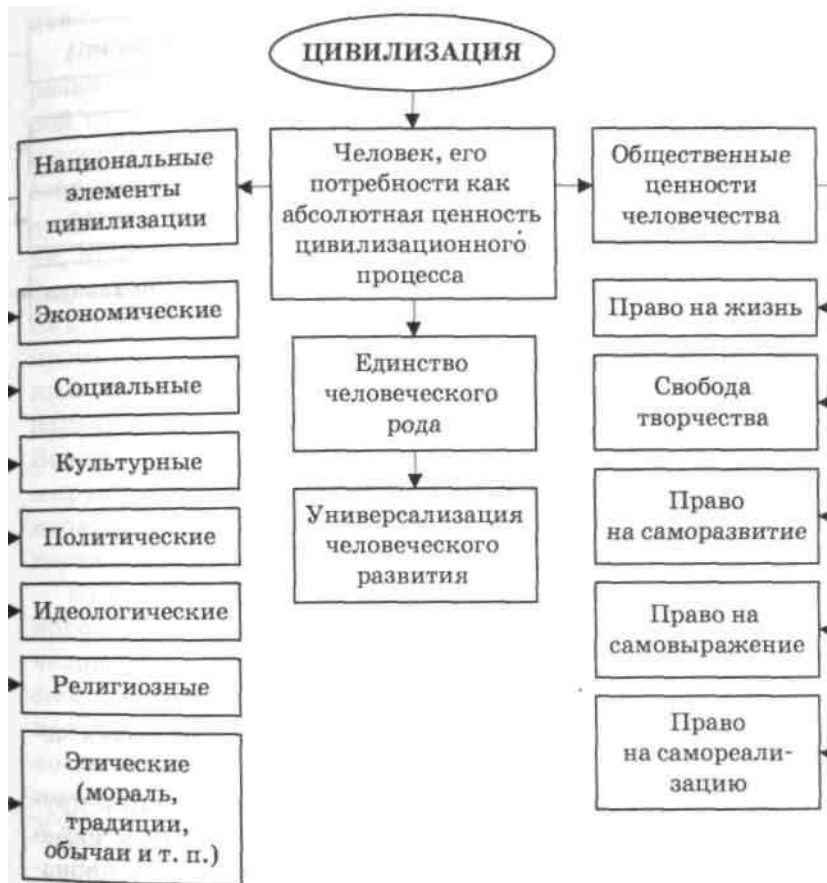 ЦИВИЛИЗАЦИЯ
Национальные
элементы
цивилизации
Экономические
Социальные
Культурные
Политические
Идеологические
Религиозные
Этические
(мораль,
традиции,
обычаи и т. п.)
Человек, его
потребности как
абсолютная ценность
цивилизационного
процесса
Единство
человеческого
рода
Универсализация
человеческого
развития
Общественные
ценности
человечества
Право на жизнь
Свобода
творчества
Право
на саморазвитие
Право на
самовыражение
Право
на самореали-
зацию